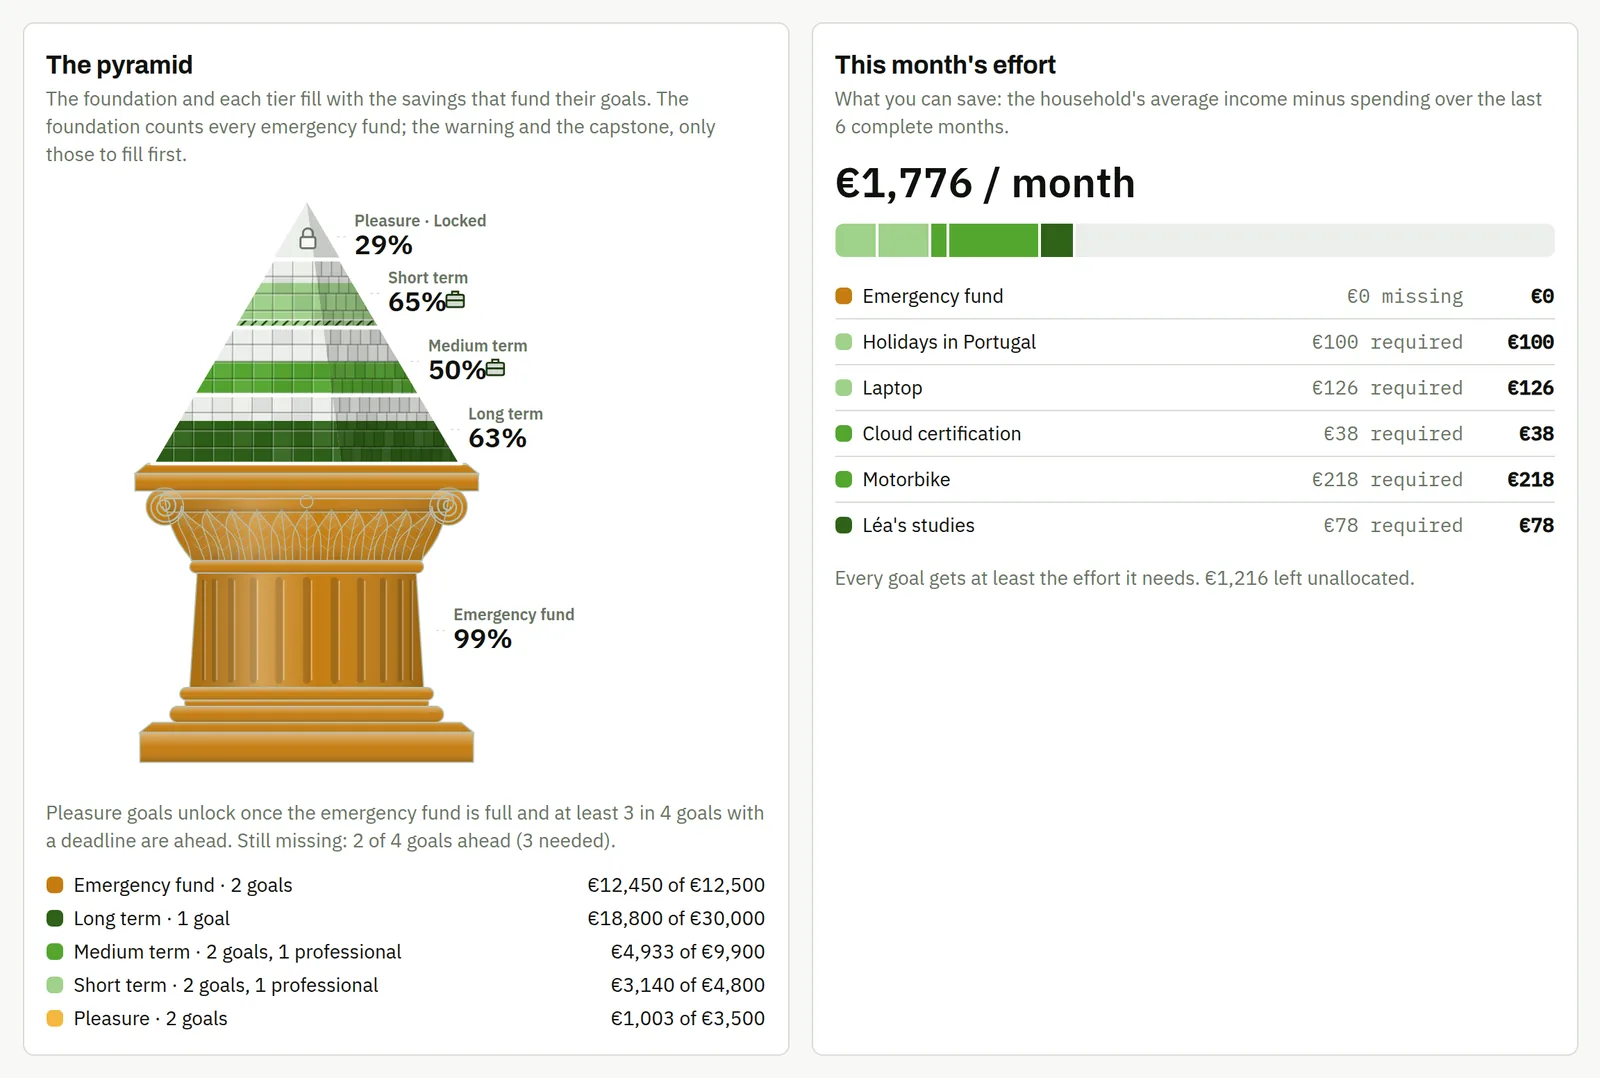 The pyramid
The foundation and each tier fill with the savings that fund their goals. The
foundation counts every emergency fund; the warning and the capstone, only
those to fill first.
Pleasure · Locked
29%
Short term
65%
Medium term
50%
Long term
63%
Emergency fund
99%
Pleasure goals unlock once the emergency fund is full and at least 3 in 4 goals with
a deadline are ahead. Still missing: 2 of 4 goals ahead (3 needed).
Emergency fund · 2 goals €12,450 of €12,500
Long term · 1 goal €18,800 of €30,000
Medium term · 2 goals, 1 professional €4,933 of €9,900
Short term · 2 goals, 1 professional €3,140 of €4,800
Pleasure · 2 goals €1,003 of €3,500
This month's effort
What you can save: the household's average income minus spending over the last
6 complete months.
€1,776 / month
Emergency fund €0 missing €0
Holidays in Portugal €100 required €100
Laptop €126 required €126
Cloud certification €38 required €38
Motorbike €218 required €218
Léa's studies €78 required €78
Every goal gets at least the effort it needs. €1,216 left unallocated.